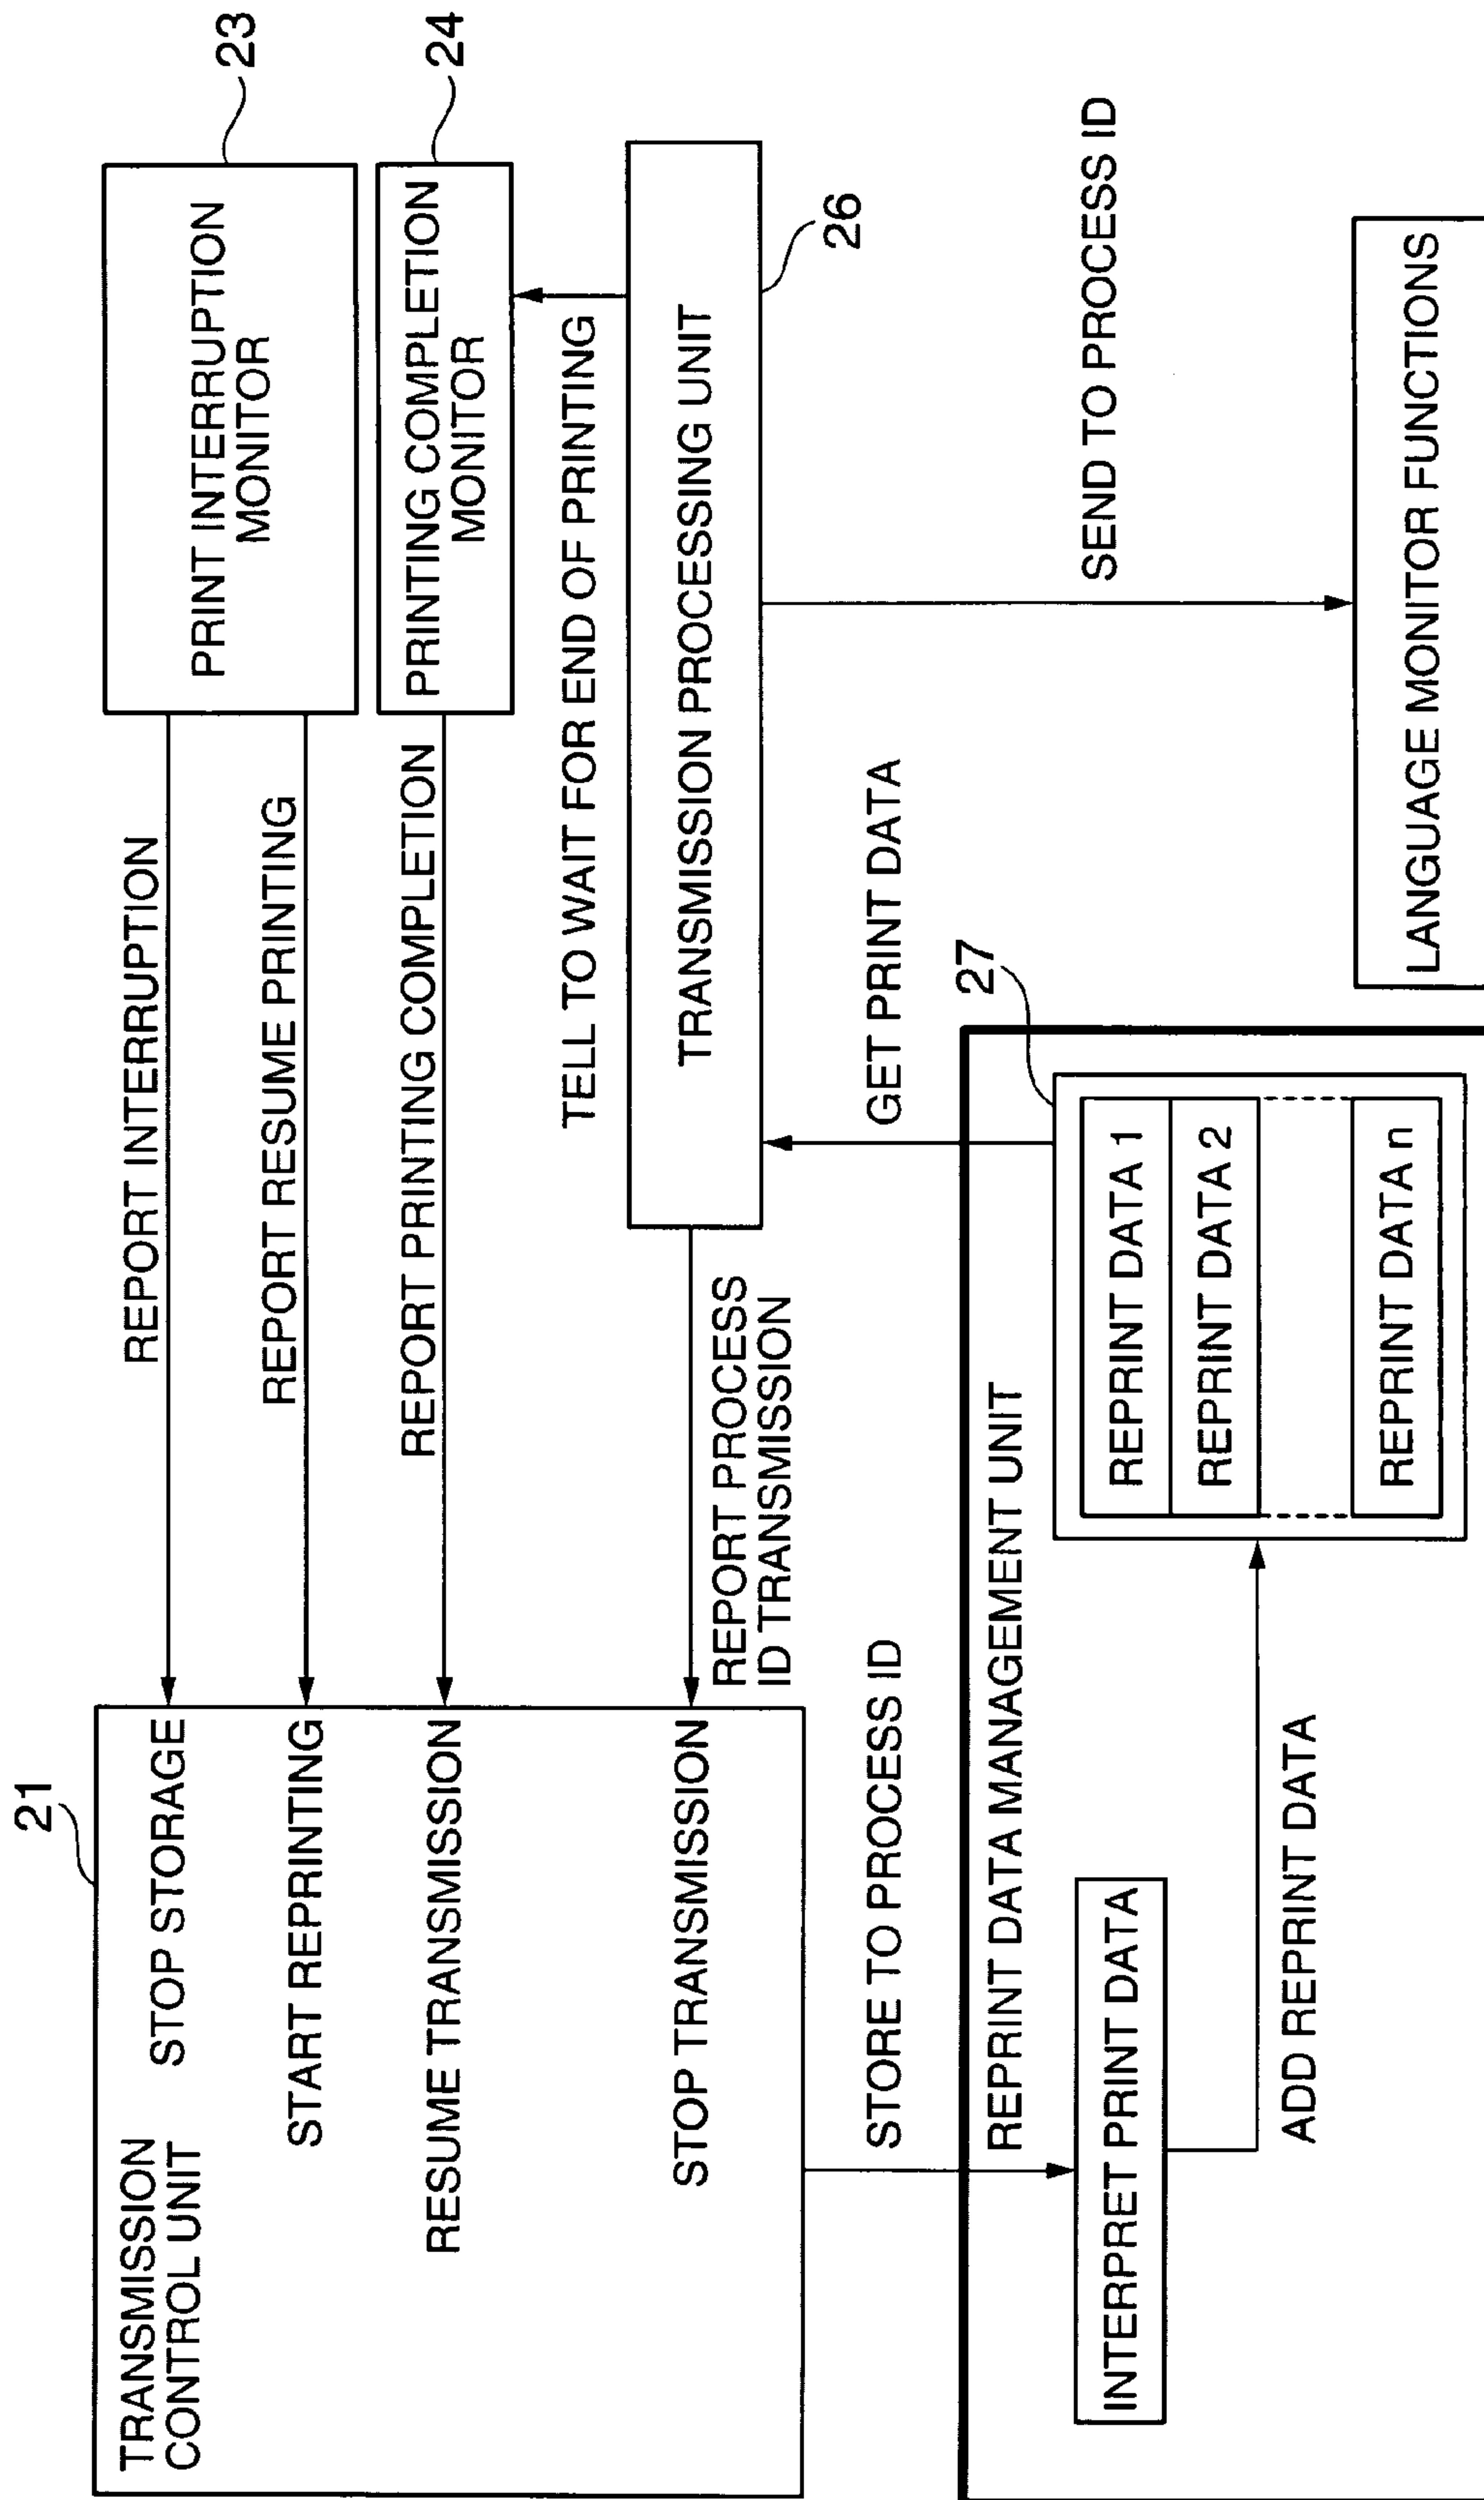 21
TRANSMISSION
CONTROL UNIT
STOP STORAGE
START REPRINTING
RESUME TRANSMISSION
STOP TRANSMISSION
REPORT INTERRUPTION
REPORT RESUME PRINTING
REPORT PRINTING COMPLETION
REPORT PROCESS
ID TRANSMISSION
PRINT INTERRUPTION
MONITOR
23
PRINTING COMPLETION
MONITOR
24
TELL TO WAIT FOR END OF PRINTING
TRANSMISSION PROCESSING UNIT
26
STORE TO PROCESS ID
GET PRINT DATA
SEND TO PROCESS ID
REPRINT DATA MANAGEMENT UNIT
27
INTERPRET PRINT DATA
ADD REPRINT DATA
REPRINT DATA 1
REPRINT DATA 2
REPRINT DATA n
LANGUAGE MONITOR FUNCTIONS